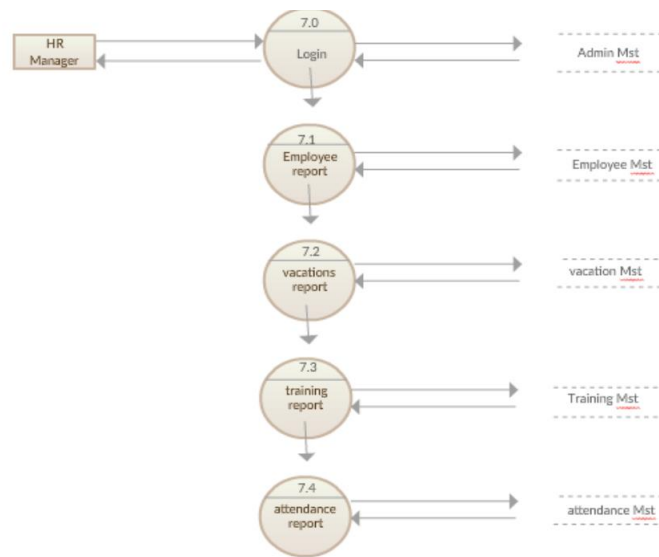 7.0
HR
Manager
Login
Admin Mst
7.1
Employee
report
Employee Mst
7.2
vacations
report
vacation Mst
7.3
training
report
Training Mst
7.4
attendance
report
attendance Mst